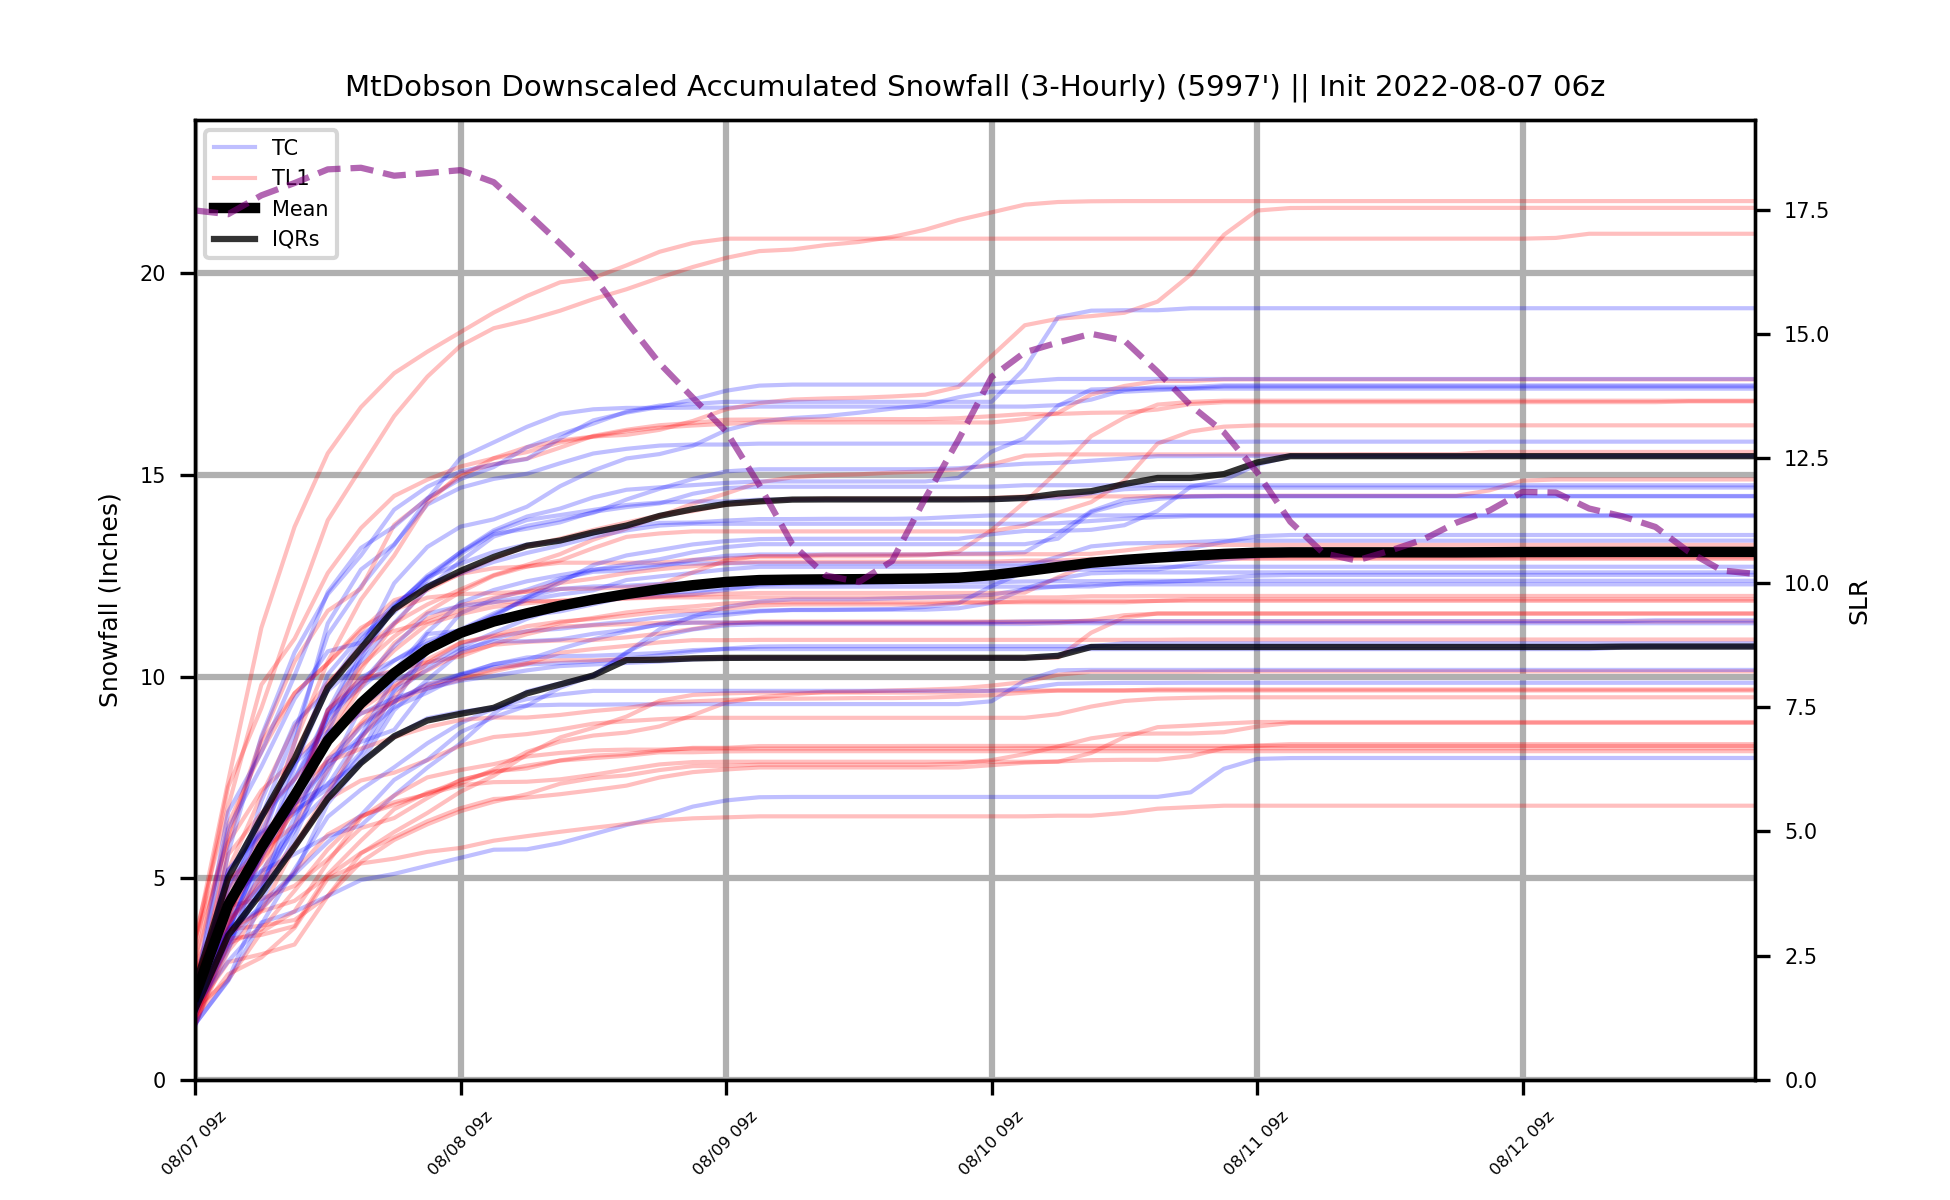 MtDobson Downscaled Accumulated Snowfall (3-Hourly) (5997') || Init 2022-08-07 06z
TC
TL1
Mean
IQRs
Snowfall (Inches)
20
15
10
5
0
17.5
15.0
12.5
10.0
7.5
5.0
2.5
0.0
SLR
08/07 09z
08/08 09z
08/09 09z
08/10 09z
08/11 09z
08/12 09z